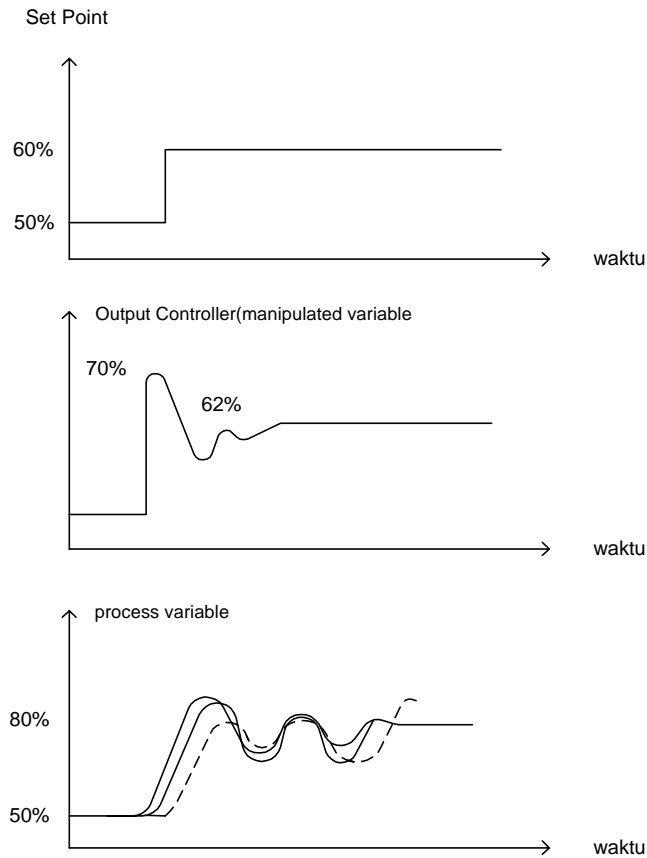 Set Point
60%
50%
waktu
Output Controller(manipulated variable
70%
62%
waktu
process variable
80%
50%
waktu